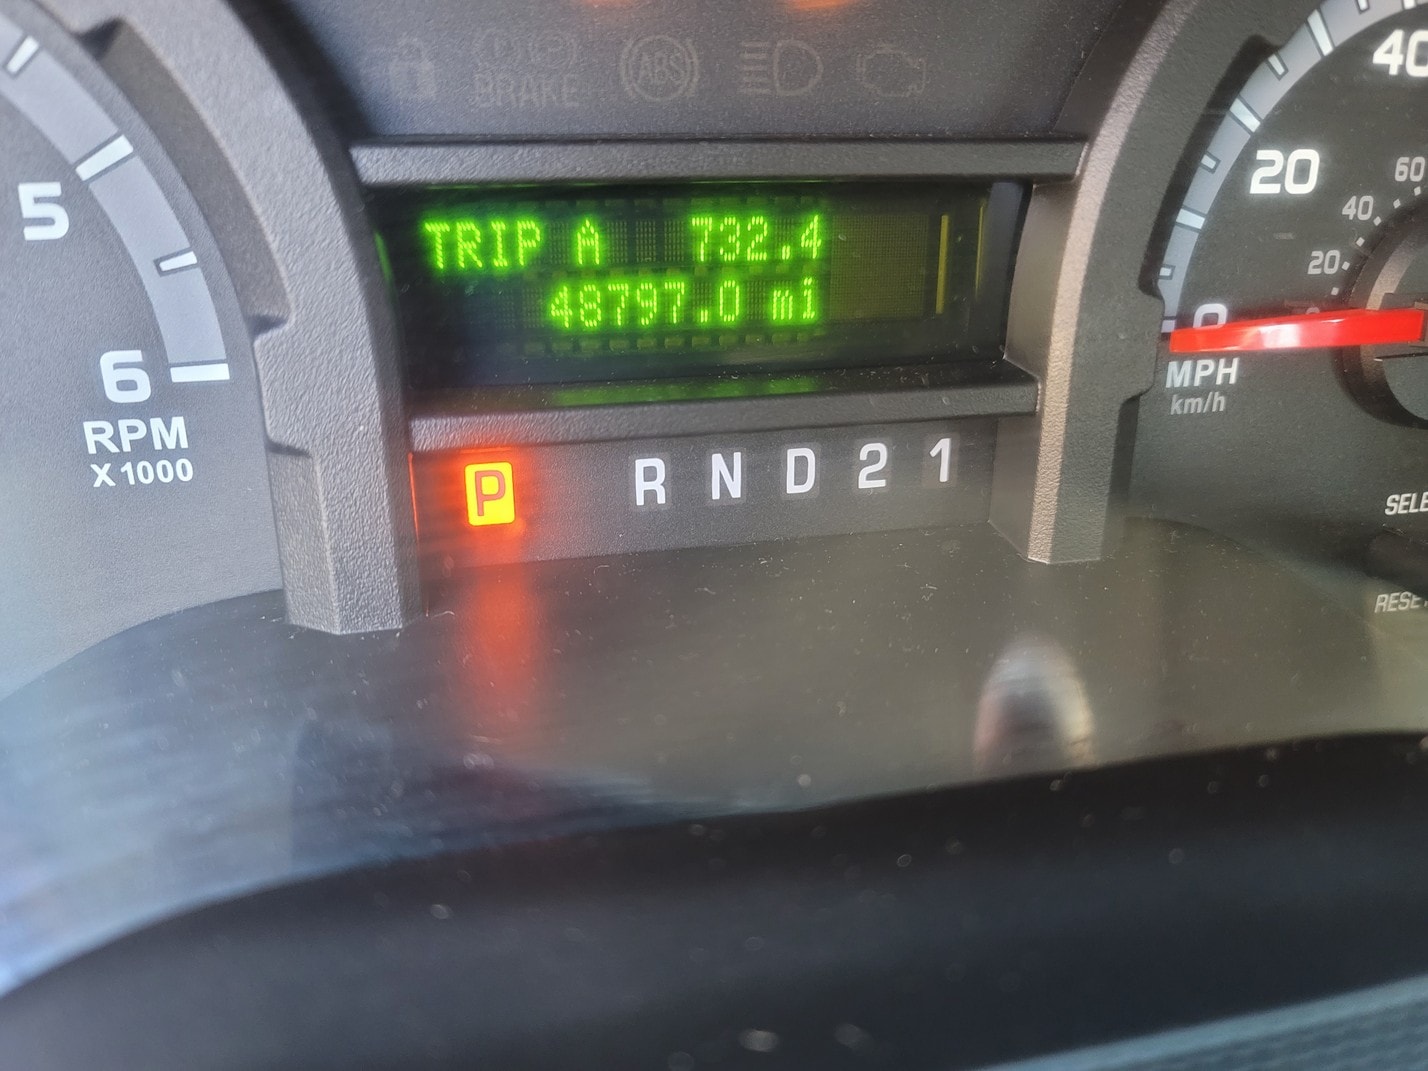 BRAKE
ABS
40
5
20
60
40
20
TRIP A 732.4
48797.0 mi
0
6
MPH
km/h
RPM
X1000
P R N D 2 1
SELE
RESE